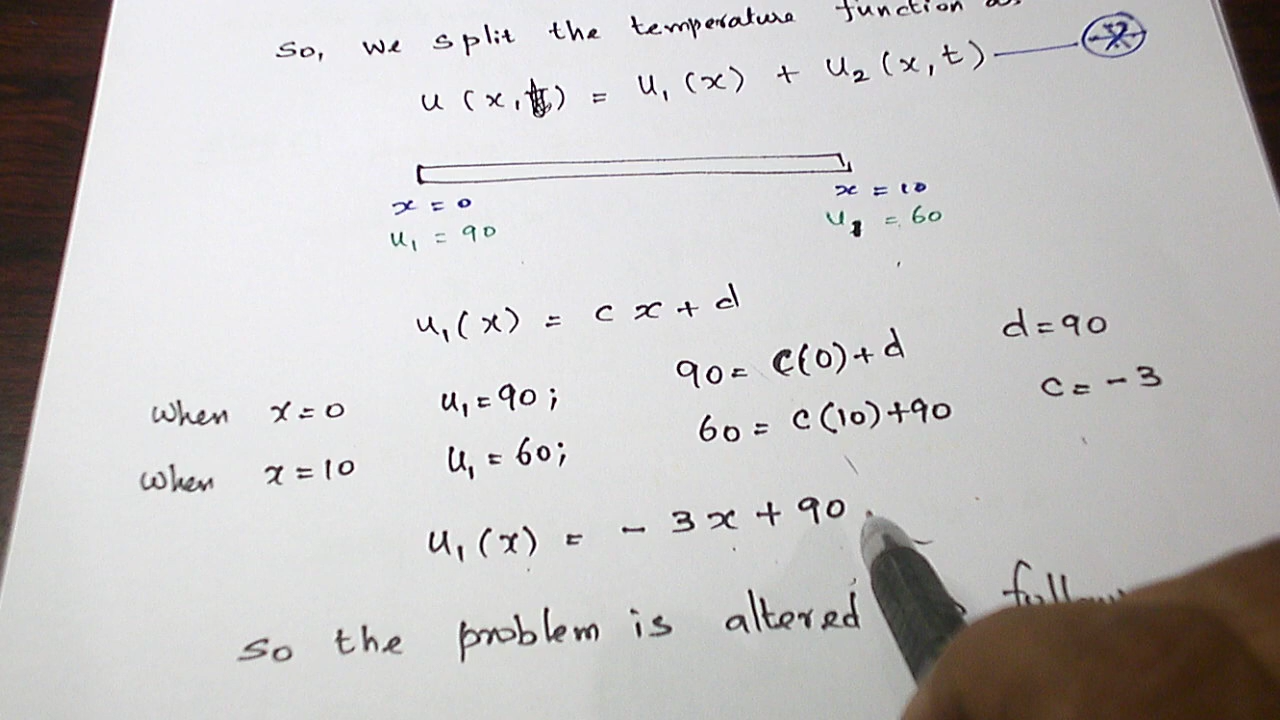 So, we split the temperature function
u(x,t) = u₁(x) + u₂(x,t)
x = 0 x = 10
u₁ = 90 u₁ = 60
u₁(x) = cx + d
when x=0 u₁=90; 90= c(0)+d d=90
when x=10 u₁ = 60; 60= c(10)+90 c= -3
u₁(x) = - 3x + 90
So the problem is altered